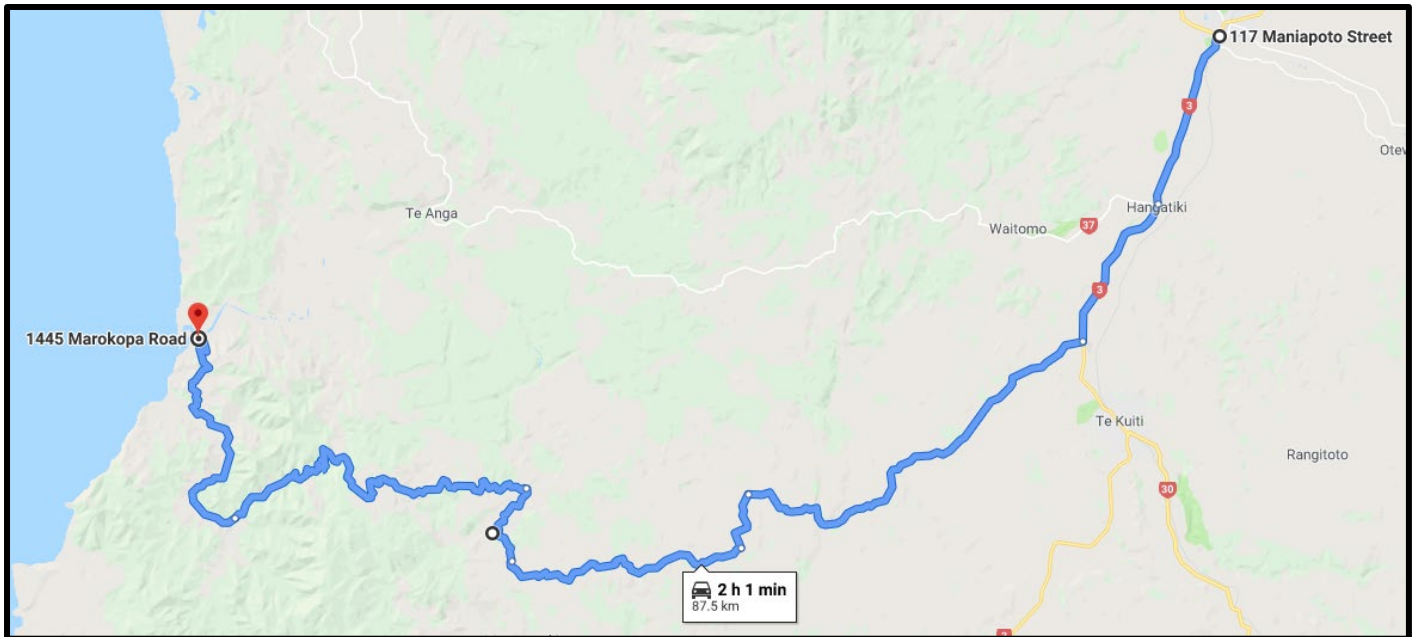 117 Maniapoto Street
3
Otew
Hangatiki
Te Anga
37
Waitomo
3
1445 Marokopa Road
Te Kuiti
Rangitoto
30
2 h 1 min
87.5 km
3